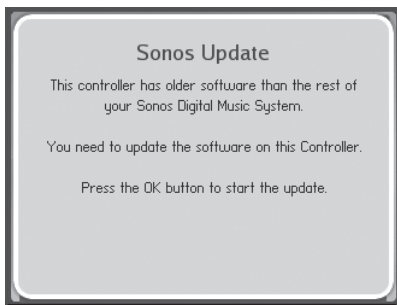 Sonos Update
This controller has older software than the rest of
your Sonos Digital Music System.
You need to update the software on this Controller.
Press the OK button to start the update.